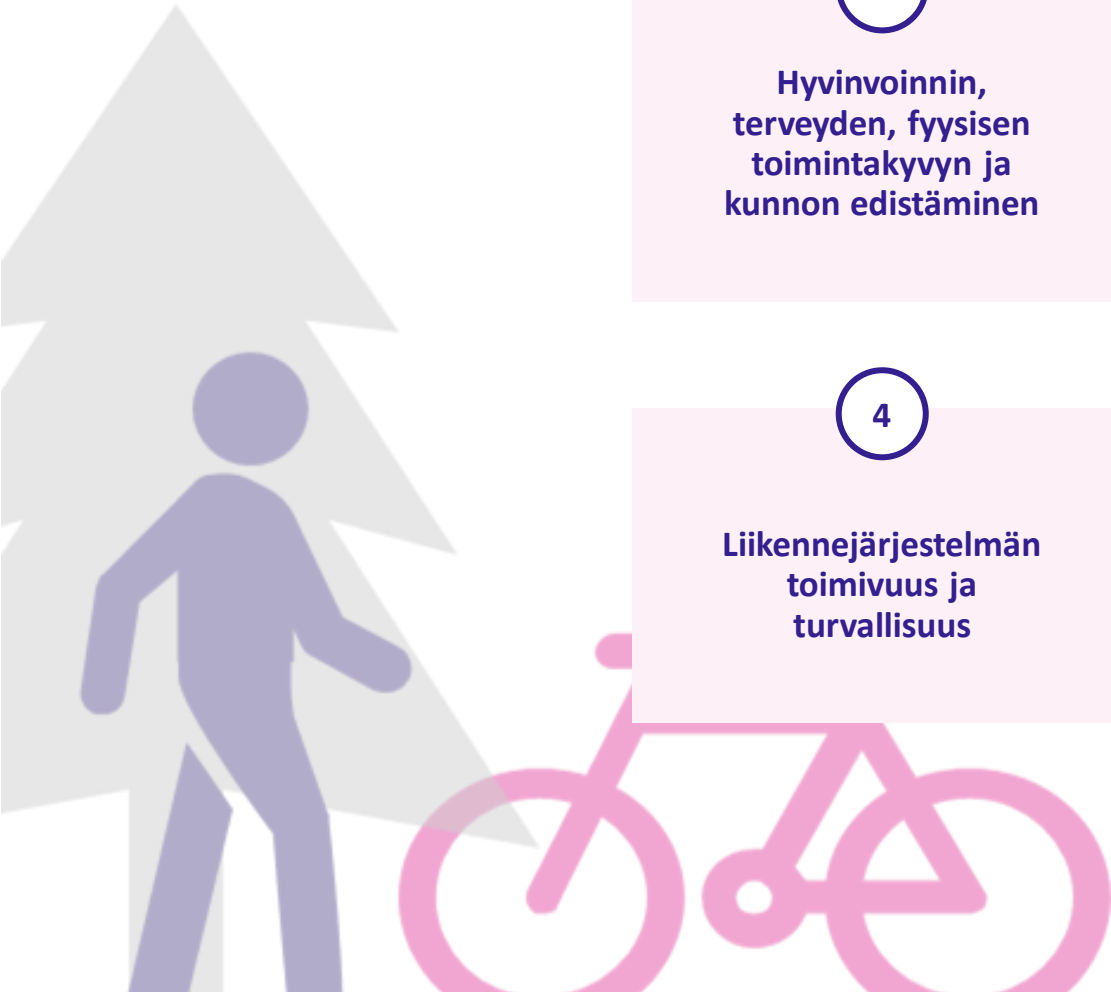 Hyvinvoinnin,
terveyden, fyysisen
toimintakyvyn ja
kunnon edistäminen
4
Liikennejärjestelmän
toimivuus ja
turvallisuus